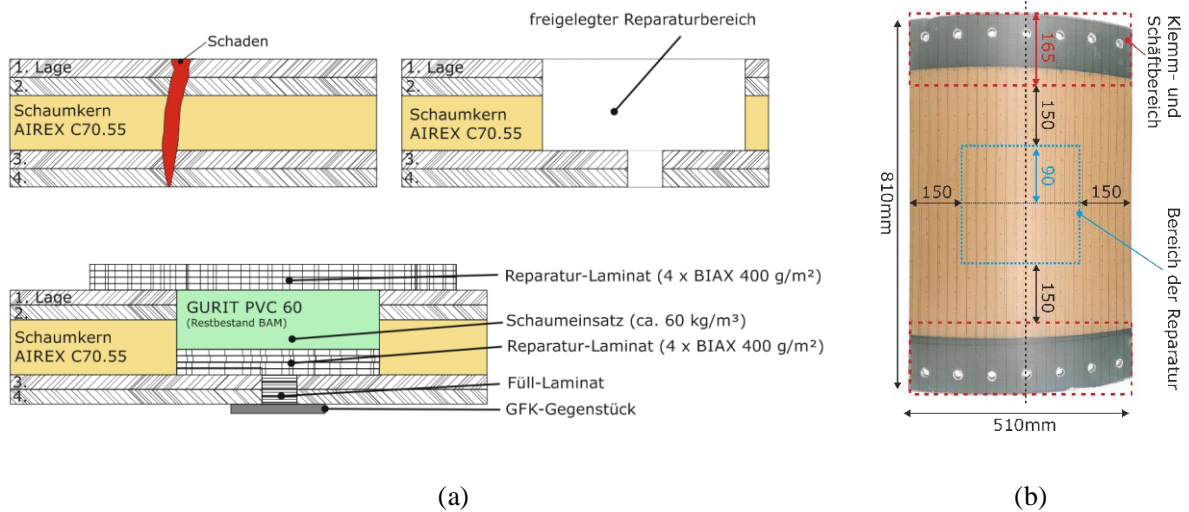 Schaden
1. Lage
2.
Schaumkern
AIREX C70.55
3.
4.
freigelegter Reparaturbereich
1. Lage
2.
Schaumkern
AIREX C70.55
3.
4.
1. Lage
2.
Schaumkern
AIREX C70.55
3.
4.
GURIT PVC 60
(Restbestand BAM)
Reparatur-Laminat (4 x BIAX 400 g/m²)
Schaumeinsatz (ca. 60 kg/m³)
Reparatur-Laminat (4 x BIAX 400 g/m²)
Füll-Laminat
GFK-Gegenstück
(a)
165
Klemm- und
Schäftbereich
150
90
150
150
810mm
Bereich der Reparatur
150
510mm
(b)